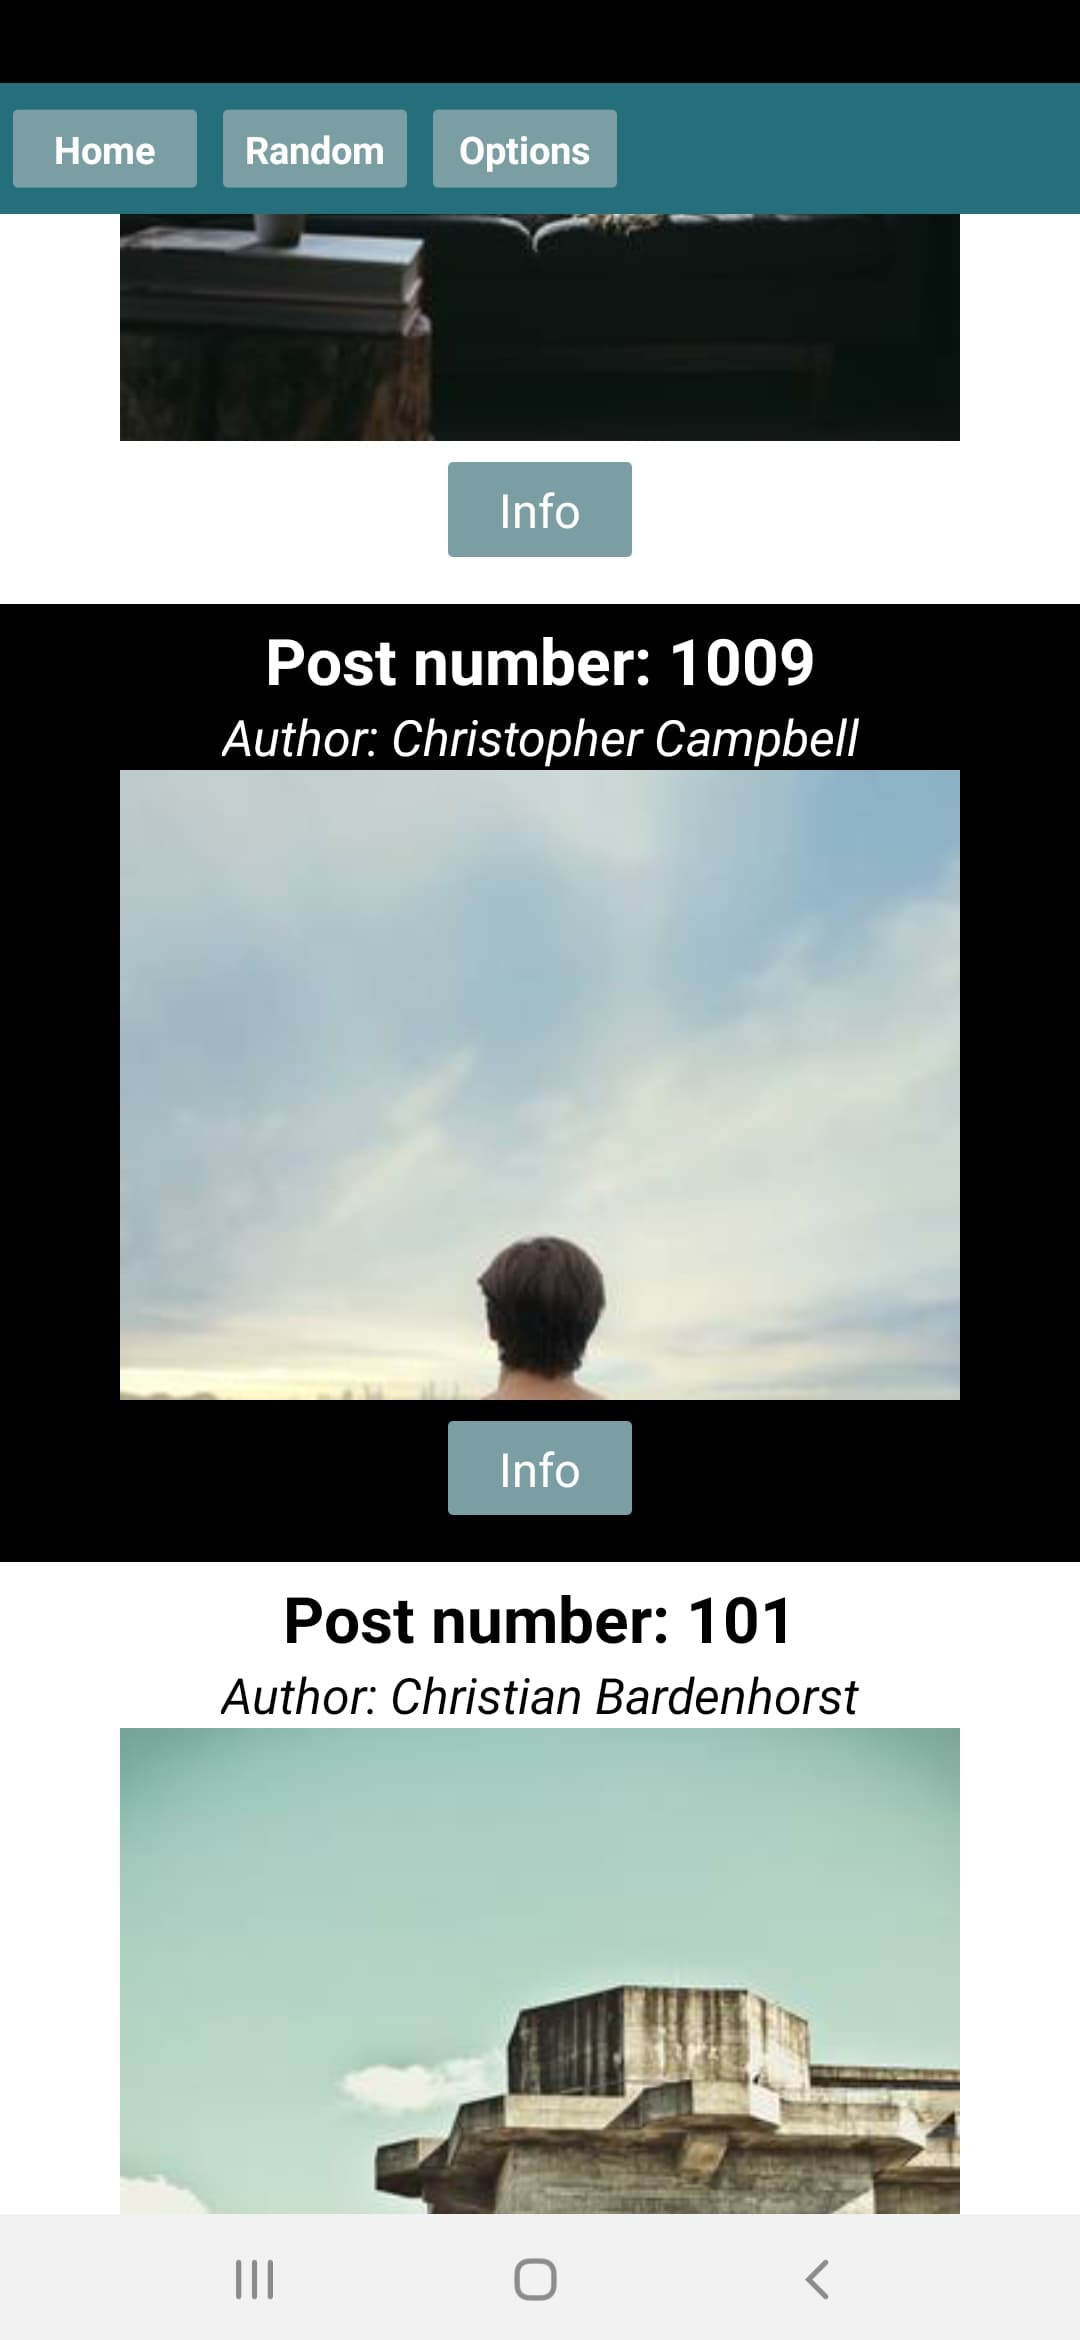 Home Random Options
Info
Post number: 1009
Author: Christopher Campbell
Info
Post number: 101
Author: Christian Bardenhorst